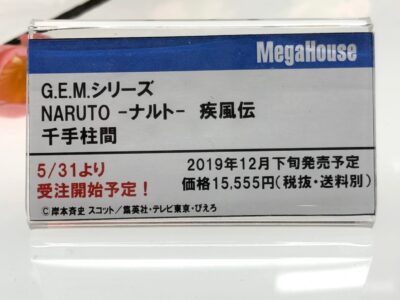 MegaHouse
G.E.M.シリーズ
NARUTO -ナルト- 疾風伝
千手柱間
5/31より
受注開始予定！
2019年12月下旬発売予定
価格15,555円(税抜・送料別)
©岸本斉史 スコット／集英社・テレビ東京・ぴえろ